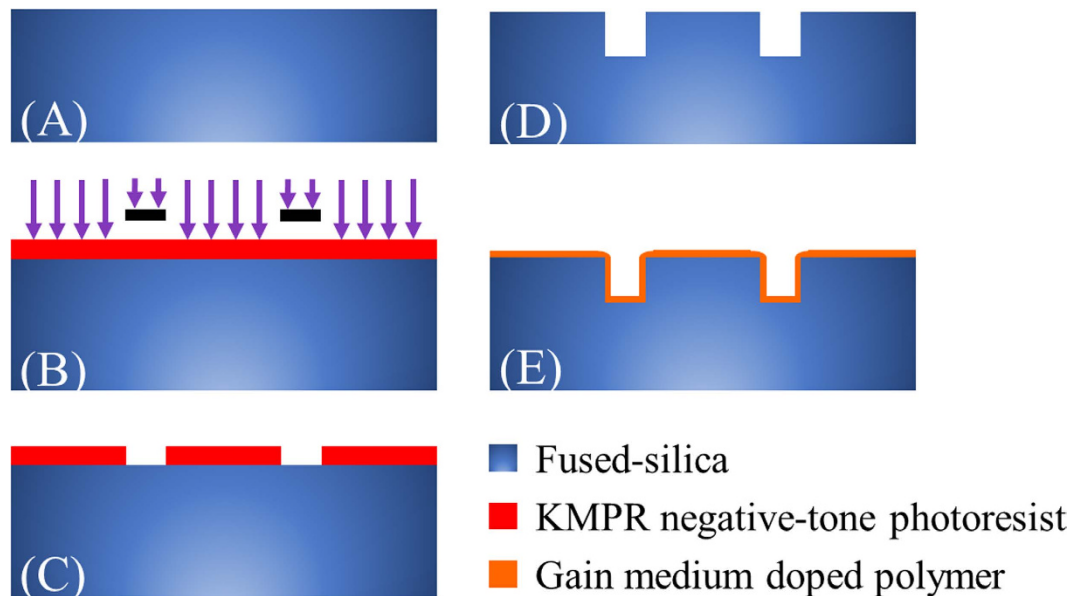 (A)
(B)
(C)
(D)
(E)
Fused-silica
KMPR negative-tone photoresist
Gain medium doped polymer